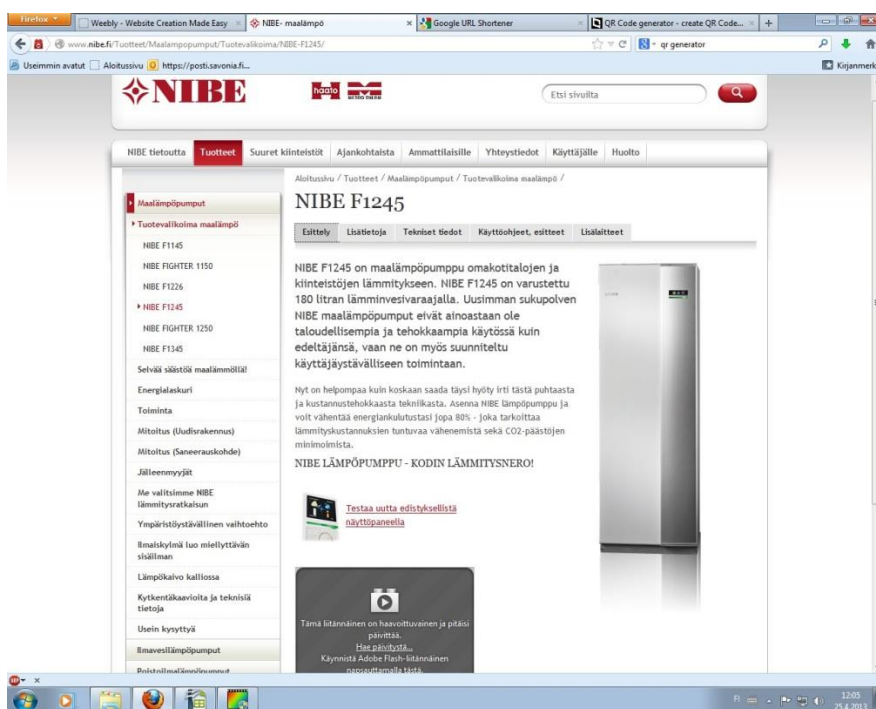 Firefox
Weebly - Website Creation Made Easy
NIBE- maalämpö
Google URL Shortener
QR Code generator - create QR Code...
www.nibe.fi/Tuotteet/Maalampopumput/Tuotevalikoima/NIBE-F1245/
qr generator
Useimmin avatut
Aloitussivu
https://posti.savonia.fi...
Kirjanmerk
NIBE
haato
Etsi sivuilta
NIBE tietoutta
Tuotteet
Suuret kiinteistöt
Ajankohtaista
Ammattilaisille
Yhteystiedot
Käyttäjälle
Huolto
Aloitussivu / Tuotteet / Maalämpöpumput / Tuotevalikoima maalämpö /
NIBE F1245
Esittely
Lisätietoja
Tekniset tiedot
Käyttöohjeet, esitteet
Lisälaitteet
Maalämpöpumput
Tuotevalikoima maalämpö
NIBE F1145
NIBE FIGHTER 1150
NIBE F1226
NIBE F1245
NIBE FIGHTER 1250
NIBE F1345
Selvää säästöä maalämmöllä!
Energialaskuri
Toiminta
Mitoitus (Uudisrakennus)
Mitoitus (Saneerauskohde)
Jälleenmyyjät
Me valitsimme NIBE
lämmitysratkaisun
Ympäristöystävällinen vaihtoehto
Ilmaiskylmä luo miellyttävän
sisäilman
Lämpökaivo kalliossa
Kytkentäkaavioita ja teknisiä
tietoja
Usein kysyttyä
Ilmavesilämpöpumput
Poistoilmalämpöpumput
NIBE F1245 on maalämpöpumppu omakotitalojen ja
kiinteistöjen lämmitykseen. NIBE F1245 on varustettu
180 litran lämminvesivaraajalla. Uusimman sukupolven
NIBE maalämpöpumput eivät ainoastaan ole
taloudellisempia ja tehokkaampia käytössä kuin
edeltäjänsä, vaan ne on myös suunniteltu
käyttäjäystävälliseen toimintaan.
Nyt on helpompaa kuin koskaan saada täysi hyöty irti tästä puhtaasta
ja kustannustehokkaasta tekniikasta. Asenna NIBE lämpöpumppu ja
voit vähentää energiankulutustasi jopa 80% - joka tarkoittaa
lämmityskustannuksien tuntuvaa vähenemistä sekä CO2-päästöjen
minimoimista.
NIBE LÄMPÖPUMPPU - KODIN LÄMMITYSNERO!
Testaa uutta edistyksellistä
näyttöpaneella
Tämä liitännäinen on haavoittuvainen ja pitäisi
päivittää.
Hae päivitystä...
Käynnistä Adobe Flash-liitännäinen
napsauttamalla tästä.
FI
12:05
25.4.2013